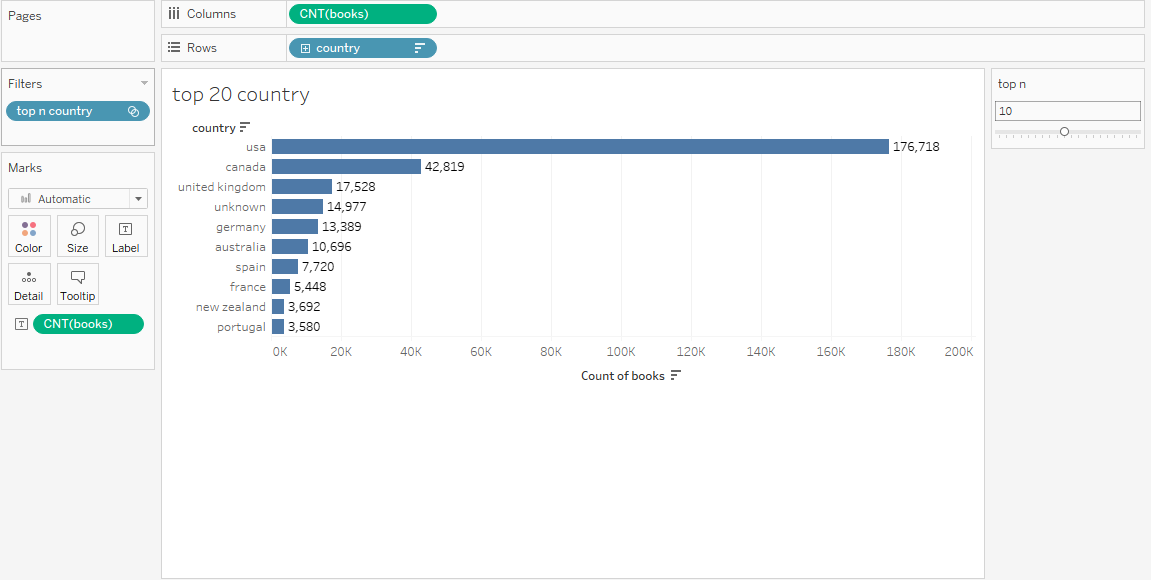 Pages
Columns
CNT(books)
Rows
country
Filters
top n country
Marks
Automatic
Color
Size
Label
Detail
Tooltip
T
CNT(books)
top 20 country
country
usa 176,718
canada 42,819
united kingdom 17,528
unknown 14,977
germany 13,389
australia 10,696
spain 7,720
france 5,448
new zealand 3,692
portugal 3,580
0K 20K 40K 60K 80K 100K 120K 140K 160K 180K 200K
Count of books
top n
10